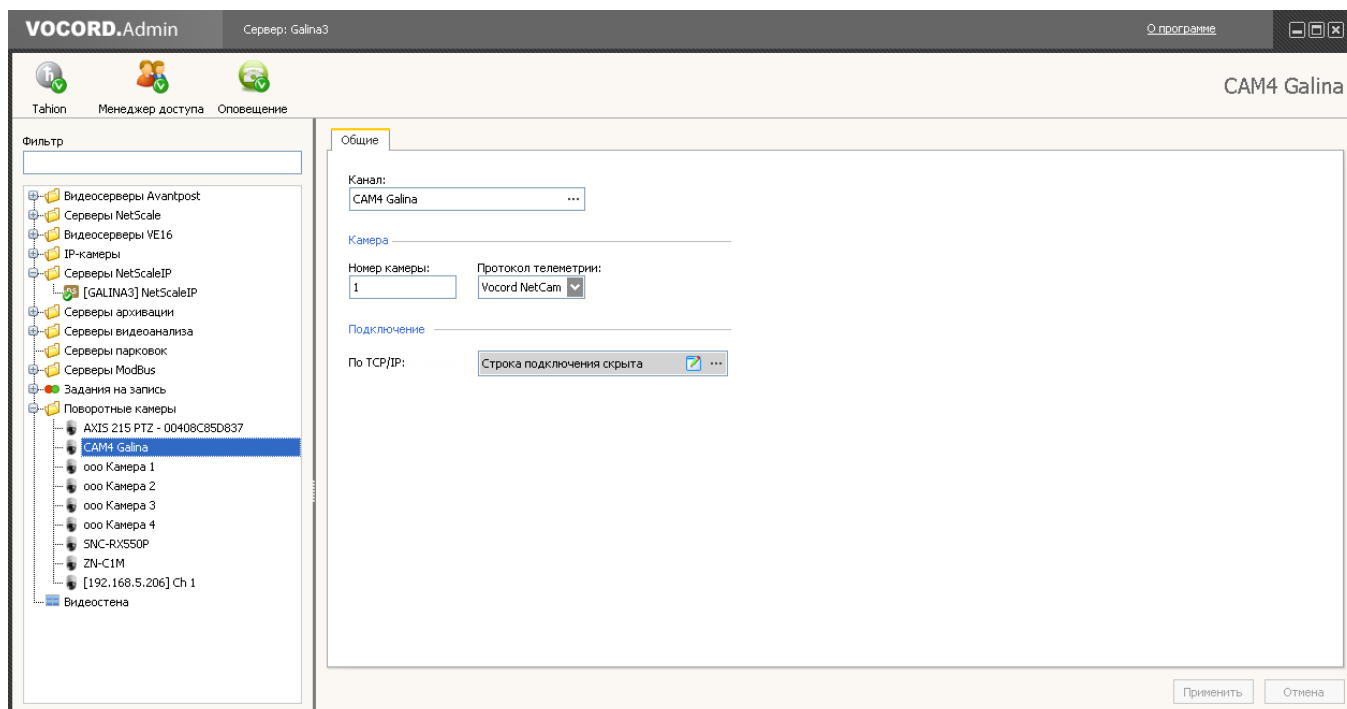 VOCORD.Admin Сервер: Galina3 О программе
Tahion Менеджер доступа Оповещение CAM4 Galina
Фильтр
Видеосерверы Avantpost
Серверы NetScale
Видеосерверы VE16
IP-камеры
Серверы NetScaleIP
[GALINA3] NetScaleIP
Серверы архивации
Серверы видеоанализа
Серверы парковок
Серверы ModBus
Задания на запись
Поворотные камеры
AXIS 215 PTZ - 00408C85D837
CAM4 Galina
ооо Камера 1
ооо Камера 2
ооо Камера 3
ооо Камера 4
SNC-RX550P
ZN-C1M
[192.168.5.206] Ch 1
Видеостена
Общие
Канал:
CAM4 Galina ...
Камера
Номер камеры: Протокол телеметрии:
1 Vocord NetCam
Подключение
По TCP/IP: Строка подключения скрыта ...
Применить Отмена